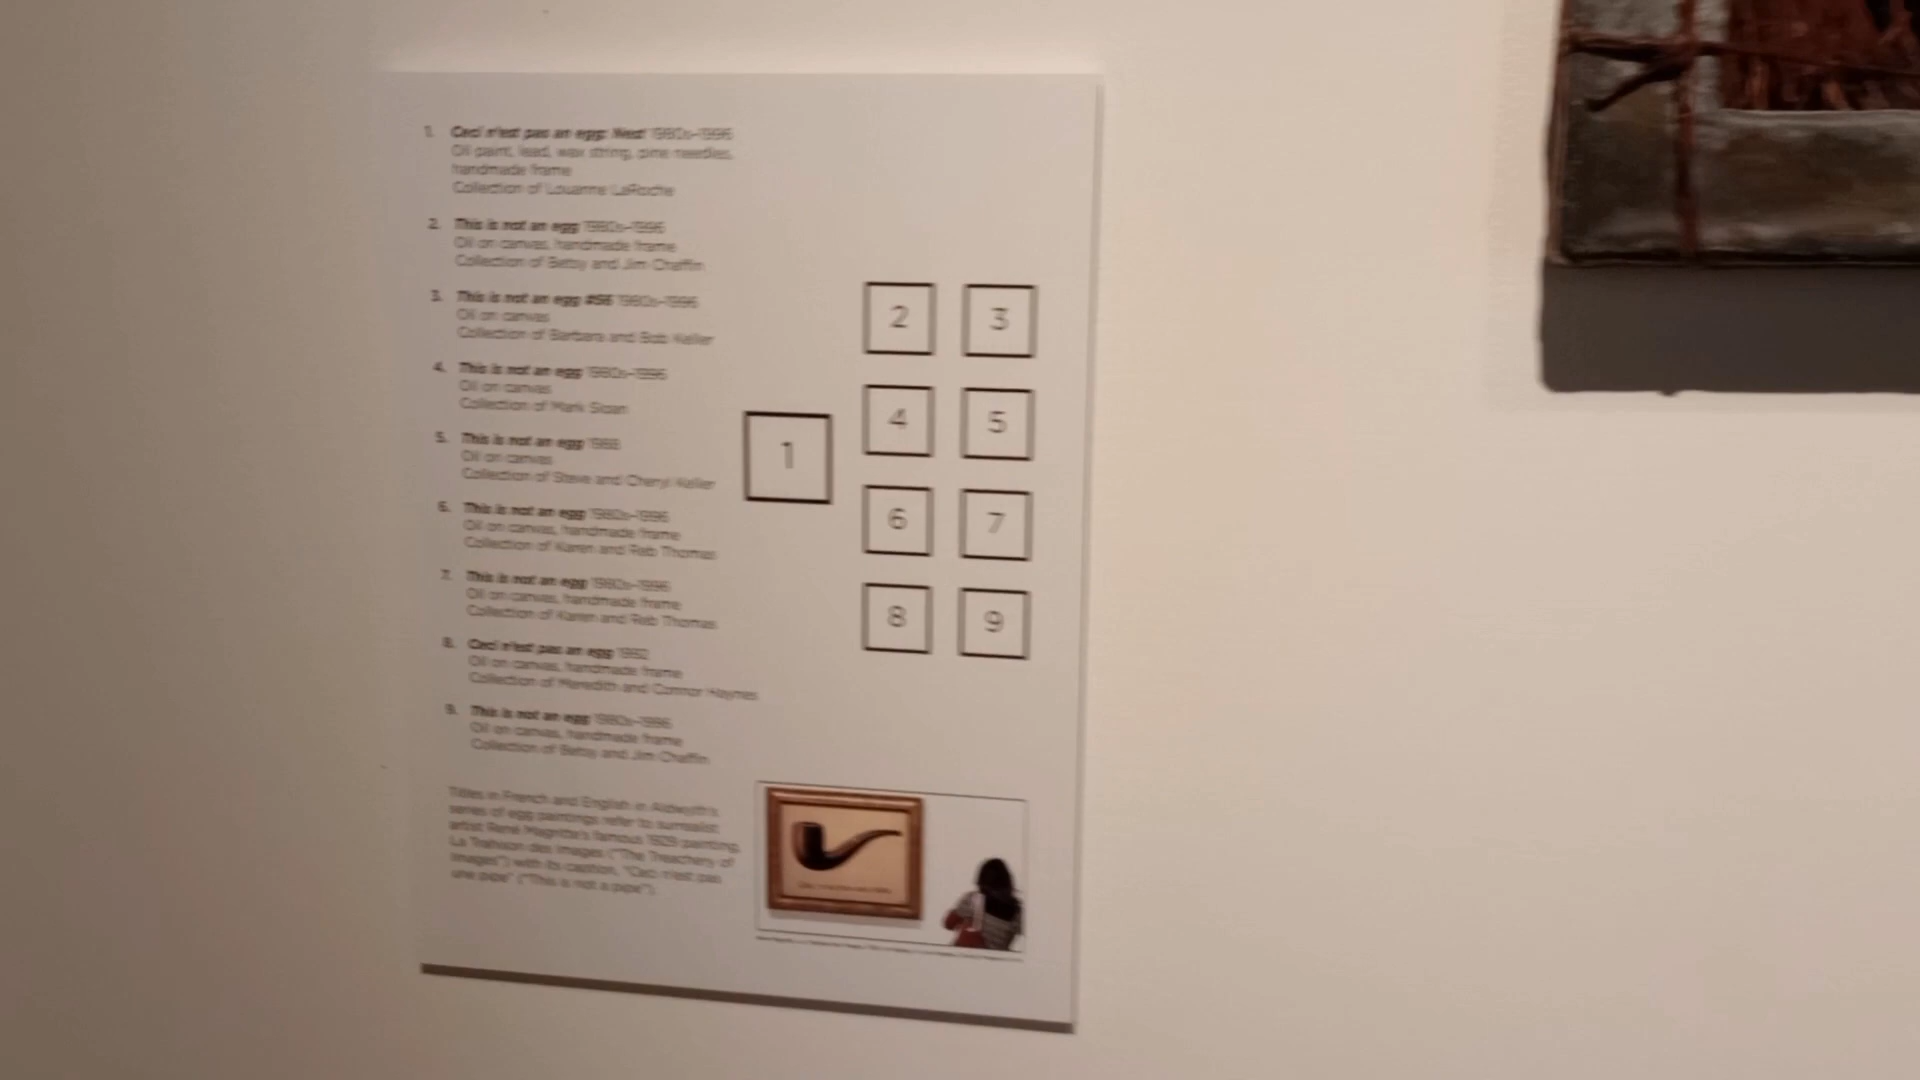 1. Ceci n'est pas an egg: Nest 1980s–1996
Oil paint, lead, wax string, pine needles,
handmade frame
Collection of Louanne LaRoche
2. This is not an egg 1980s–1996
Oil on canvas, handmade frame
Collection of Betsy and Jim Chaffin
3. This is not an egg #56 1980s–1996
Oil on canvas
Collection of Barbara and Bob Keller
4. This is not an egg 1980s–1996
Oil on canvas
Collection of Mark Sloan
5. This is not an egg
Oil on canvas
Collection of Steve and Cheryl Keller
6. This is not an egg 1980s–1996
Oil on canvas, handmade frame
Collection of Karen and Reb Thomas
7. This is not an egg 1980s–1996
Oil on canvas, handmade frame
Collection of Karen and Reb Thomas
8. Ceci n'est pas an egg 1992
Oil on canvas, handmade frame
Collection of Meredith and Connor Haynes
9. This is not an egg 1980s–1996
Oil on canvas, handmade frame
Collection of Betsy and Jim Chaffin
Titles in French and English in Aldwyth's
series of egg paintings refer to surrealist
artist René Magritte's famous 1929 painting,
La Trahison des Images ("The Treachery of
Images") with its caption, "Ceci n'est pas
une pipe" ("This is not a pipe").
2 3
4 5
1
6 7
8 9